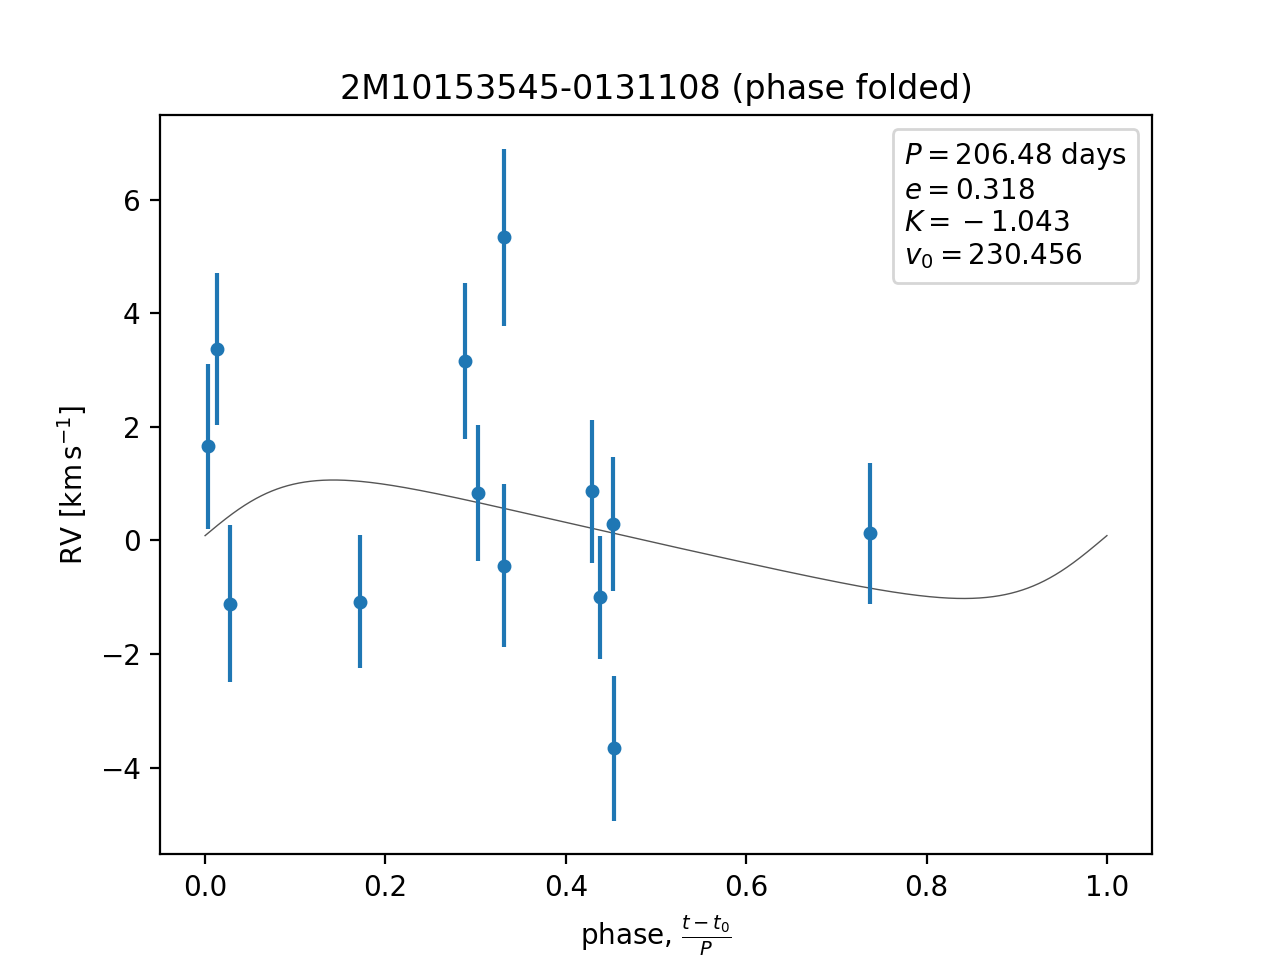 2M10153545-0131108 (phase folded)
P = 206.48 days
e = 0.318
K = − 1.043
v₀ = 230.456
RV [km s⁻¹]
6
4
2
0
−2
−4
0.0 0.2 0.4 0.6 0.8 1.0
phase, (t − t₀)/P